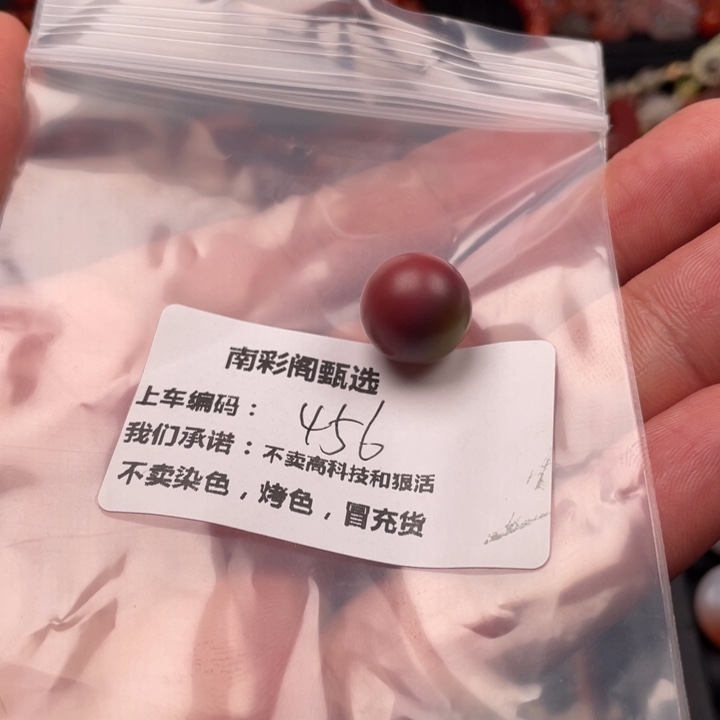 南彩阁甄选
上车编码：456
我们承诺：不卖高科技和狠活
不卖染色，烤色，冒充货